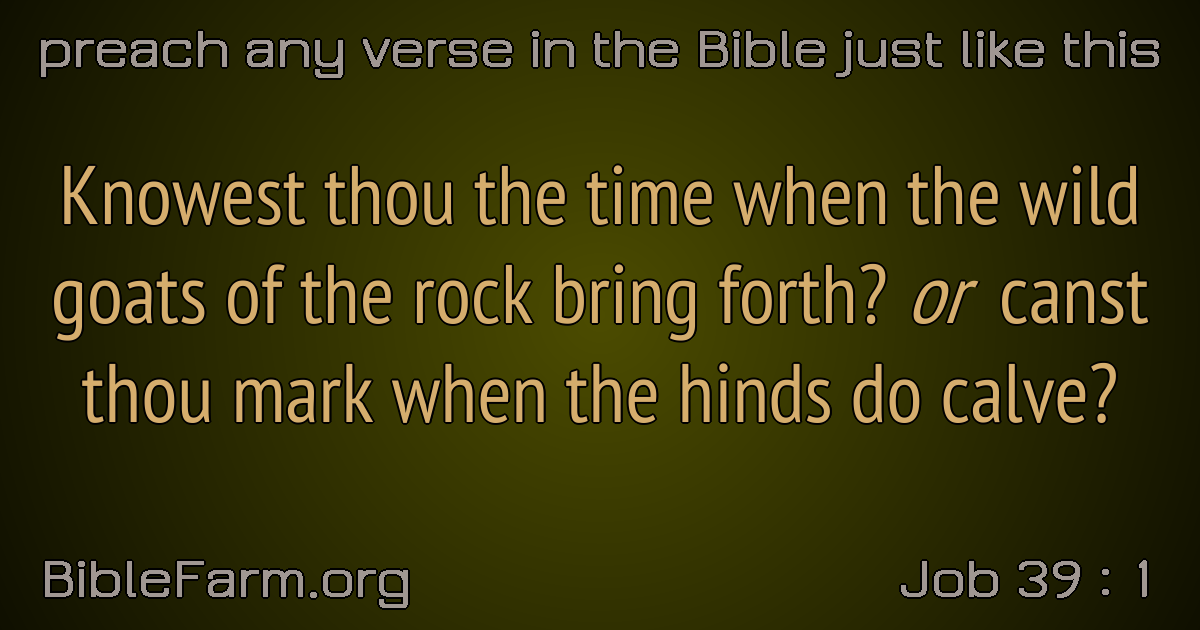 preach any verse in the Bible just like this
Knowest thou the time when the wild
goats of the rock bring forth? or canst
thou mark when the hinds do calve?
BibleFarm.org
Job 39 : 1